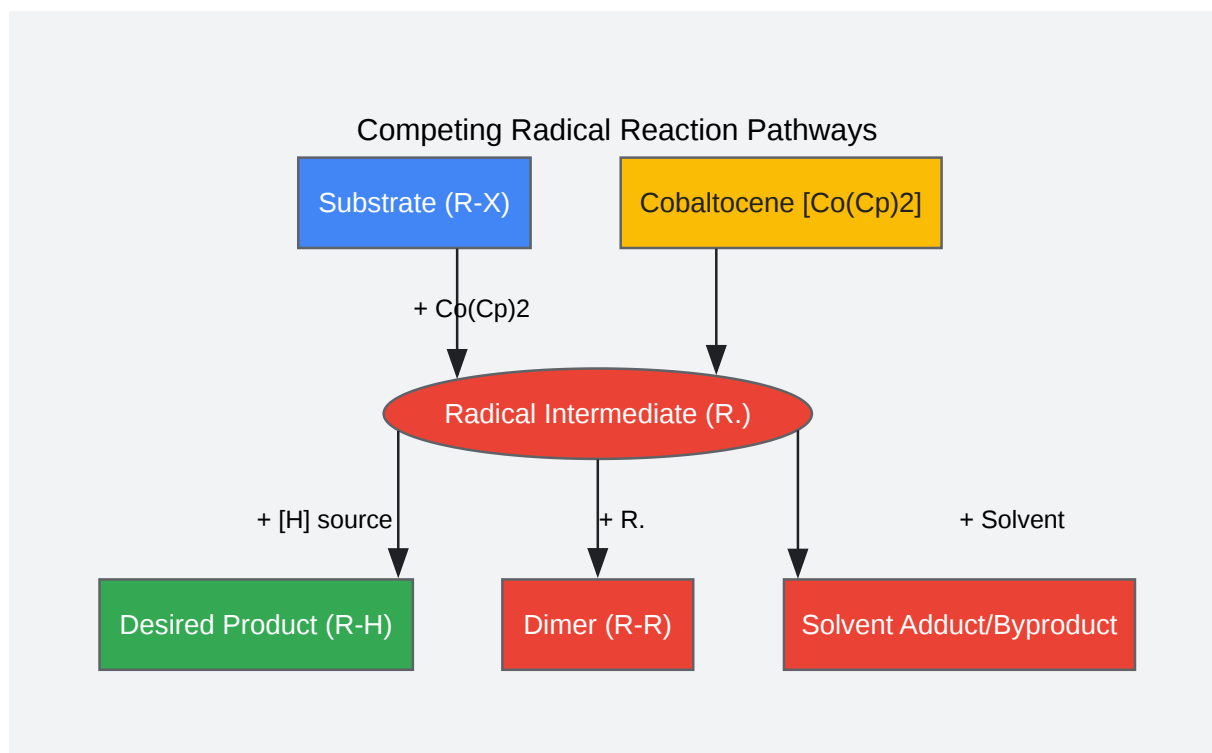 Competing Radical Reaction Pathways
Substrate (R-X)
Cobaltocene [Co(Cp)2]
+ Co(Cp)2
Radical Intermediate (R.)
+ [H] source
+ R.
+ Solvent
Desired Product (R-H)
Dimer (R-R)
Solvent Adduct/Byproduct